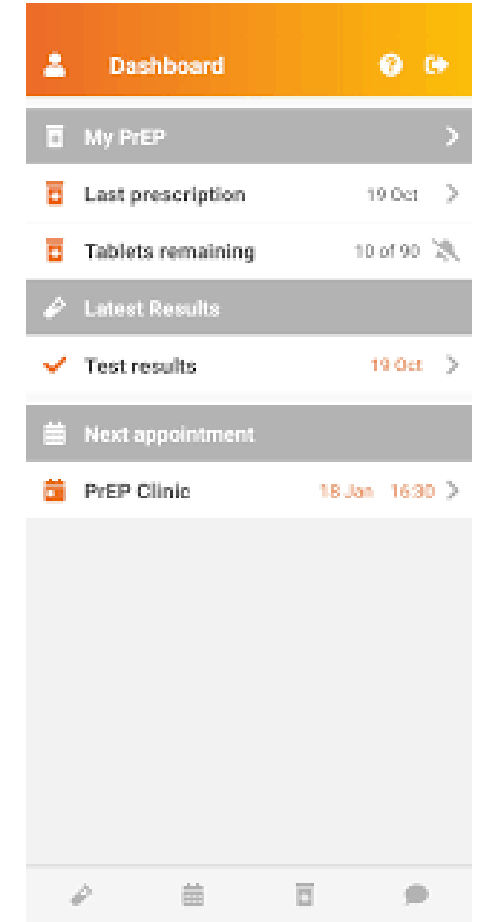 Dashboard
My PrEP
Last prescription 19 Oct
Tablets remaining 10 of 90
Latest Results
Test results 19 Oct
Next appointment
PrEP Clinic 18 Jan 16:30